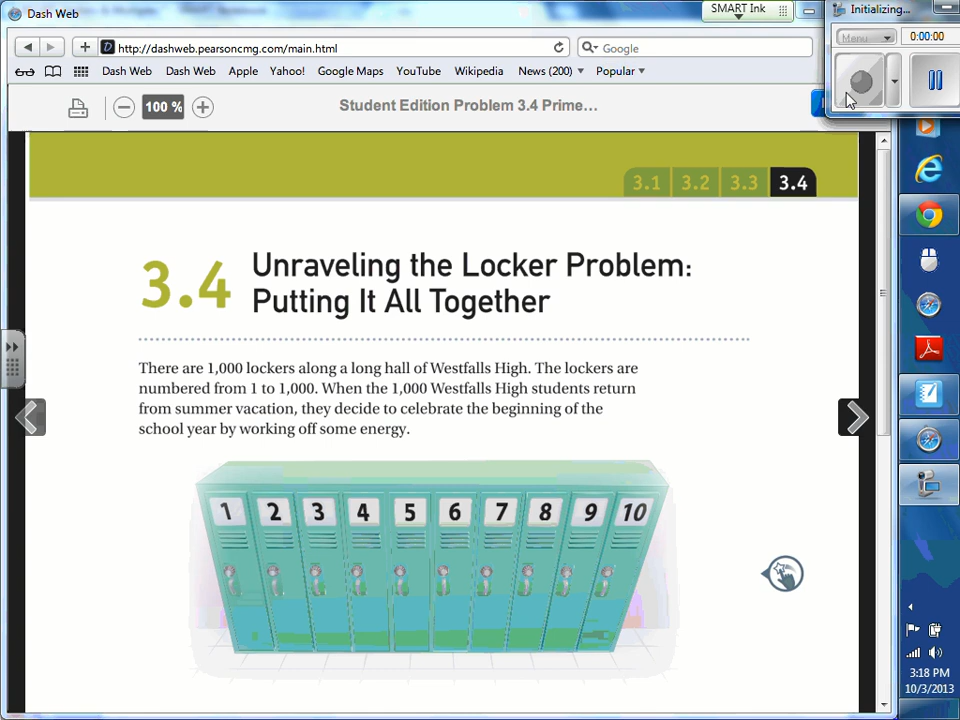 Dash Web
SMART Ink
Initializing...
Menu
0:00:00
http://dashweb.pearsoncmg.com/main.html
Google
Dash Web
Dash Web
Apple
Yahoo!
Google Maps
YouTube
Wikipedia
News (200)
Popular
100 %
Student Edition Problem 3.4 Prime...
3.1
3.2
3.3
3.4
3.4
Unraveling the Locker Problem:
Putting It All Together
There are 1,000 lockers along a long hall of Westfalls High. The lockers are
numbered from 1 to 1,000. When the 1,000 Westfalls High students return
from summer vacation, they decide to celebrate the beginning of the
school year by working off some energy.
1 2 3 4 5 6 7 8 9 10
3:18 PM
10/3/2013